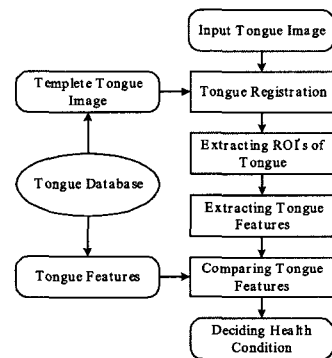 Input Tongue Image
Templete Tongue
Image
Tongue Registration
Extracting ROI's of
Tongue
Tongue Database
Extracting Tongue
Features
Tongue Features
Comparing Tongue
Features
Deciding Health
Condition